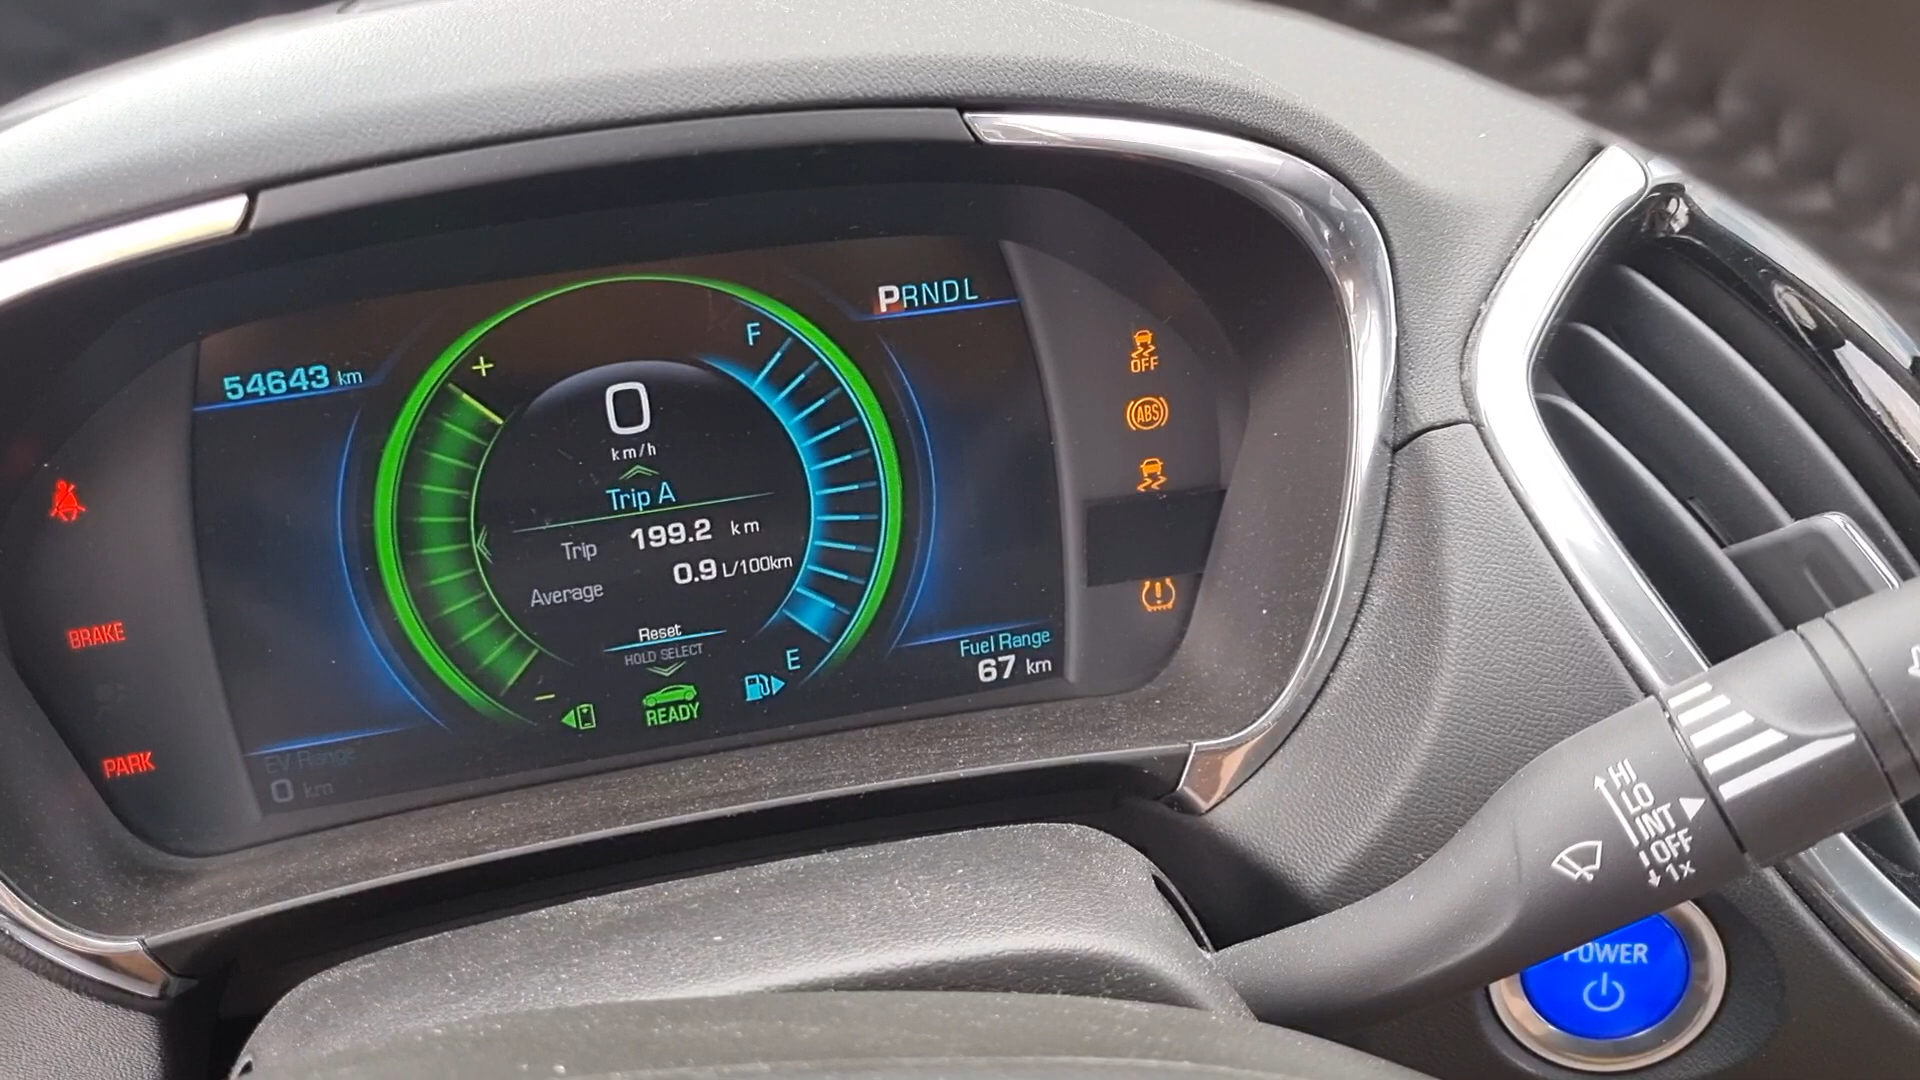 PRNDL
F
54643 km
+
0
km/h
OFF
ABS
Trip A
Trip 199.2 km
Average 0.9 L/100km
Reset
HOLD SELECT
BRAKE
E
Fuel Range
67 km
READY
-
PARK
EV Range
0 km
HI
LO
INT
OFF
1X
POWER